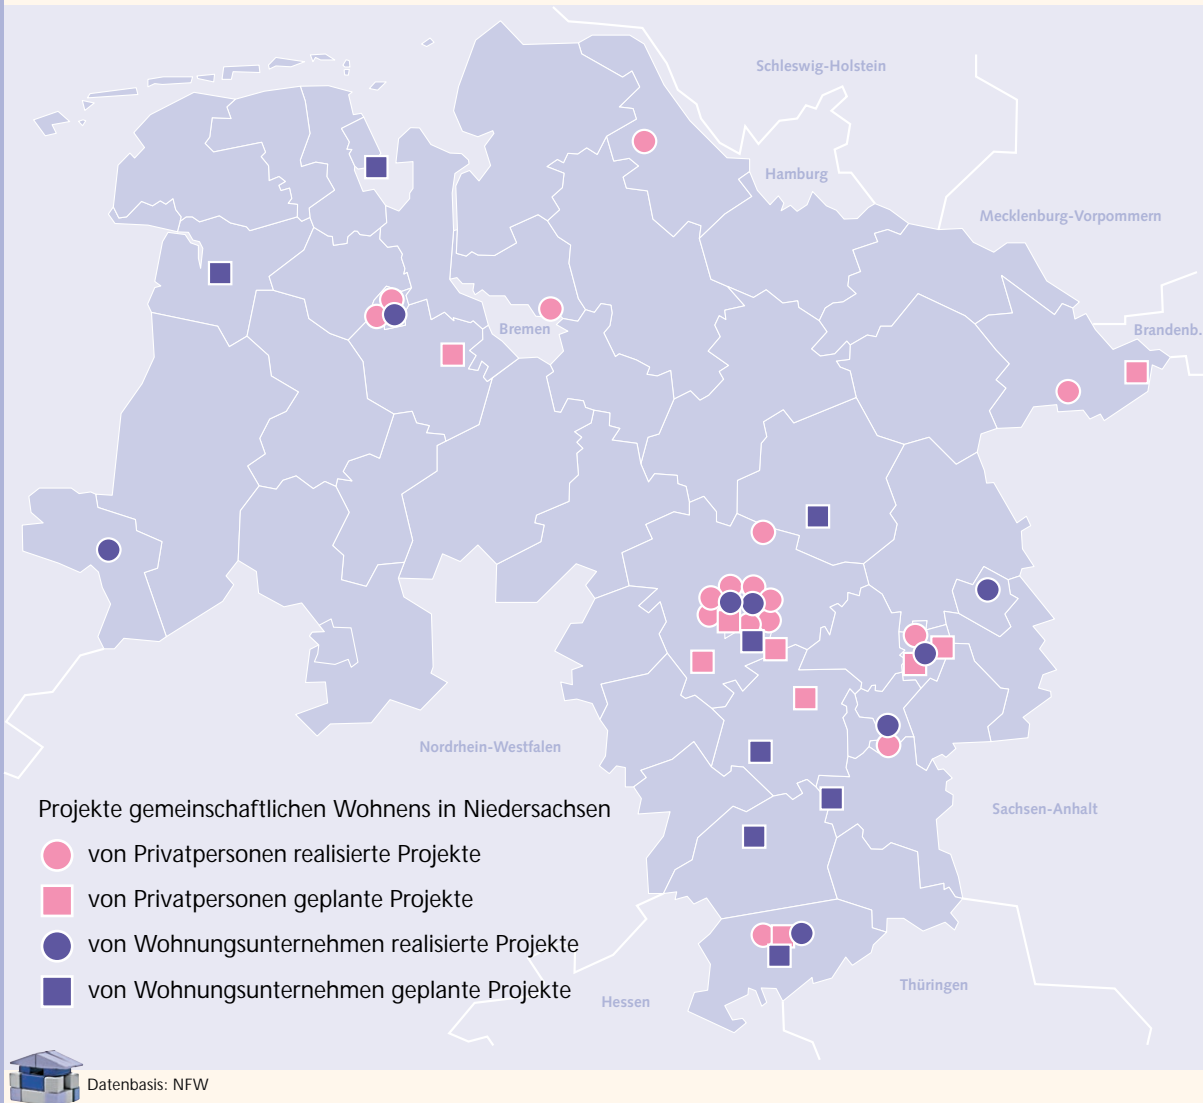 Schleswig-Holstein
Hamburg
Mecklenburg-Vorpommern
Bremen
Brandenb.
Nordrhein-Westfalen
Sachsen-Anhalt
Projekte gemeinschaftlichen Wohnens in Niedersachsen
von Privatpersonen realisierte Projekte
von Privatpersonen geplante Projekte
von Wohnungsunternehmen realisierte Projekte
von Wohnungsunternehmen geplante Projekte
Thüringen
Hessen
Datenbasis: NFW